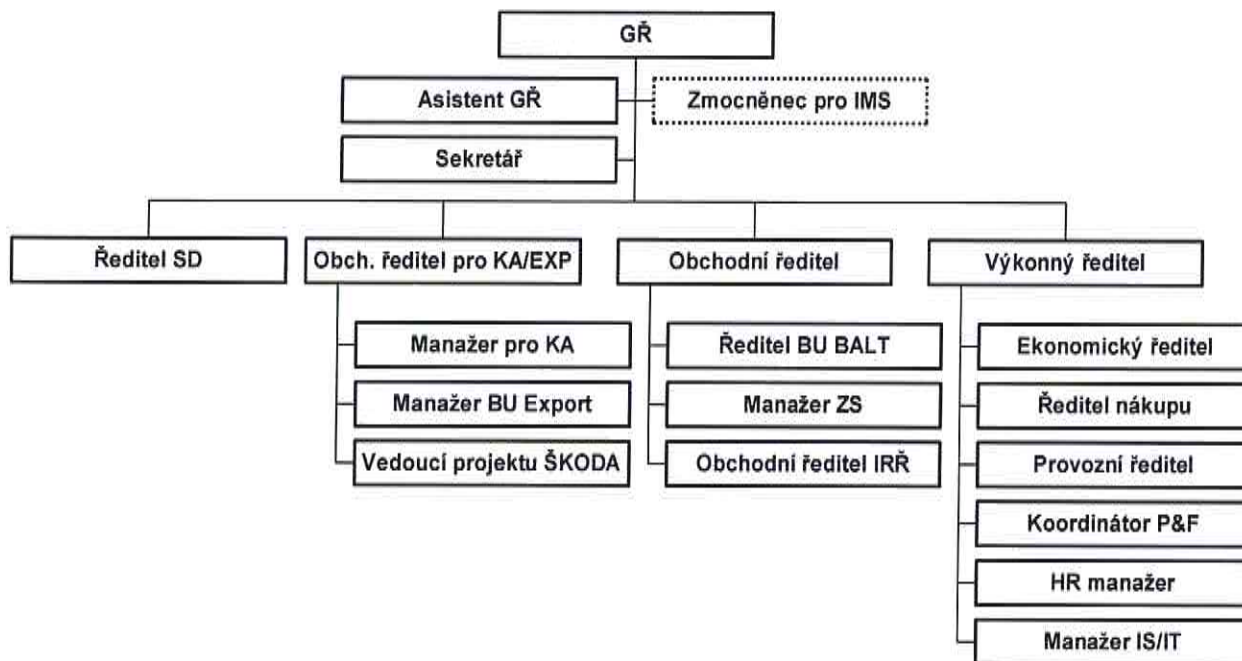 GŘ
Asistent GŘ
Zmocněnec pro IMS
Sekretář
Ředitel SD
Obch. ředitel pro KA/EXP
Obchodní ředitel
Výkonný ředitel
Manažer pro KA
Manažer BU Export
Vedoucí projektu ŠKODA
Ředitel BU BALT
Manažer ZS
Obchodní ředitel IRŘ
Ekonomický ředitel
Ředitel nákupu
Provozní ředitel
Koordinátor P&F
HR manažer
Manažer IS/IT